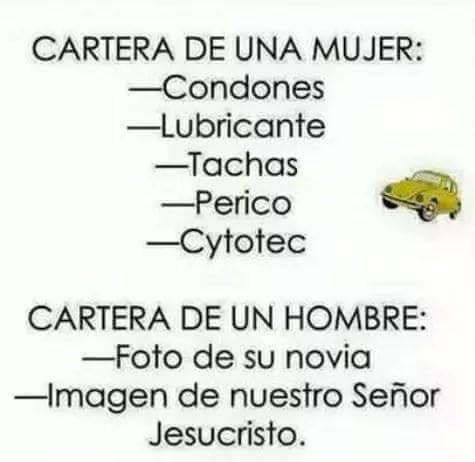 CARTERA DE UNA MUJER:
—Condones
—Lubricante
—Tachas
—Perico
—Cytotec
CARTERA DE UN HOMBRE:
—Foto de su novia
—Imagen de nuestro Señor
Jesucristo.